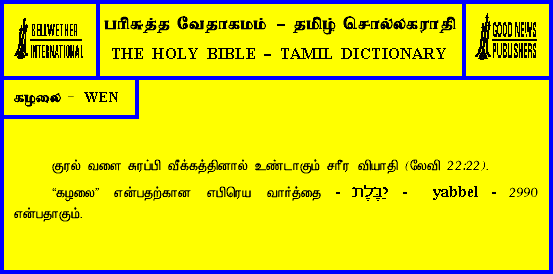 BELLWETHER
INTERNATIONAL
பரிசுத்த வேதாகமம் - தமிழ் சொல்லகராதி
THE HOLY BIBLE - TAMIL DICTIONARY
GOOD NEWS
PUBLISHERS
கழலை - WEN
குரல் வளை சுரப்பி வீக்கத்தினால் உண்டாகும் சரீர வியாதி (லேவி 22:22).
“கழலை” என்பதற்கான எபிரெய வார்த்தை - יַבֶּלֶת - yabbel - 2990
என்பதாகும்.